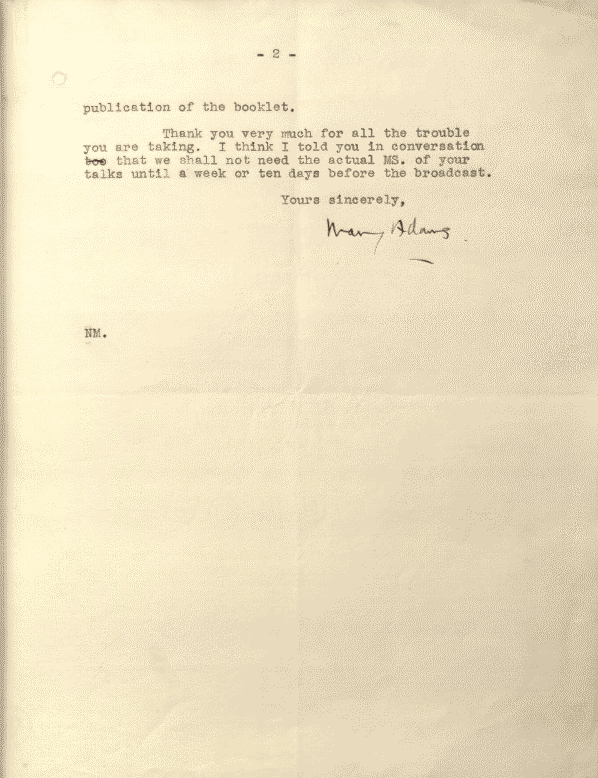 - 2 -
publication of the booklet.
Thank you very much for all the trouble
you are taking. I think I told you in conversation
too that we shall not need the actual MS. of your
talks until a week or ten days before the broadcast.
Yours sincerely,
Mary Adams
NM.